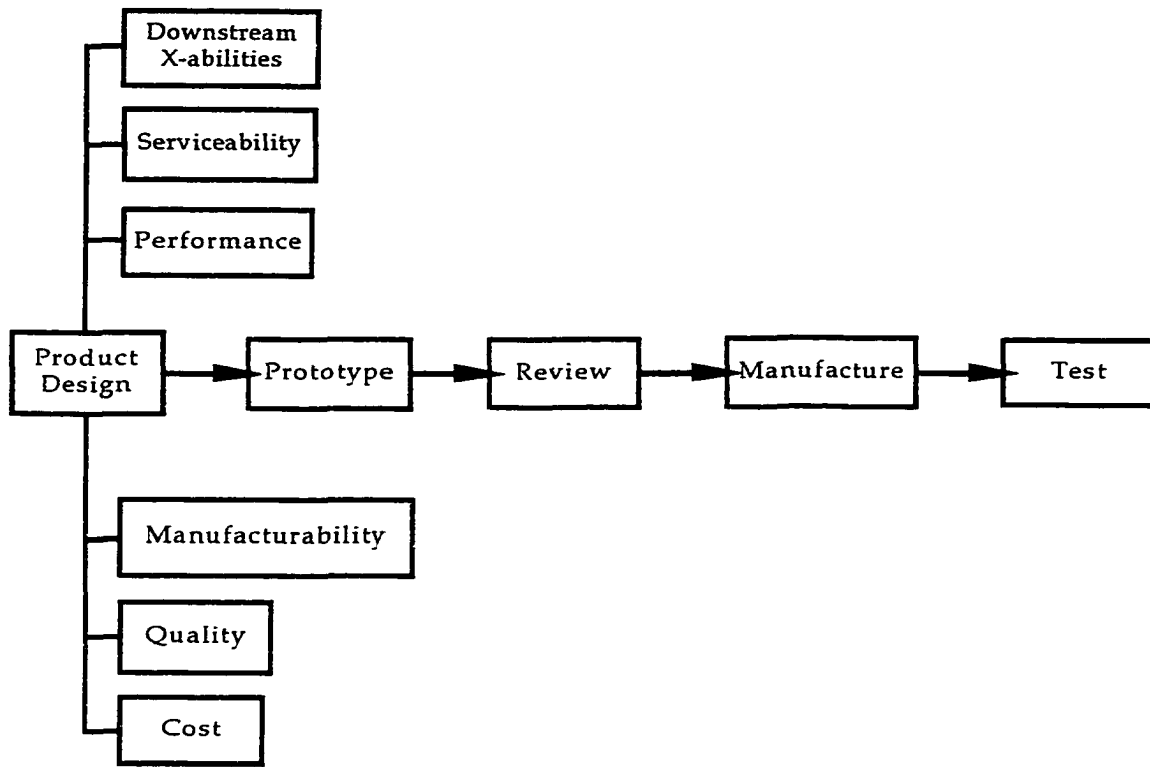 Downstream
X-abilities
Serviceability
Performance
Product
Design
Prototype
Review
Manufacture
Test
Manufacturability
Quality
Cost